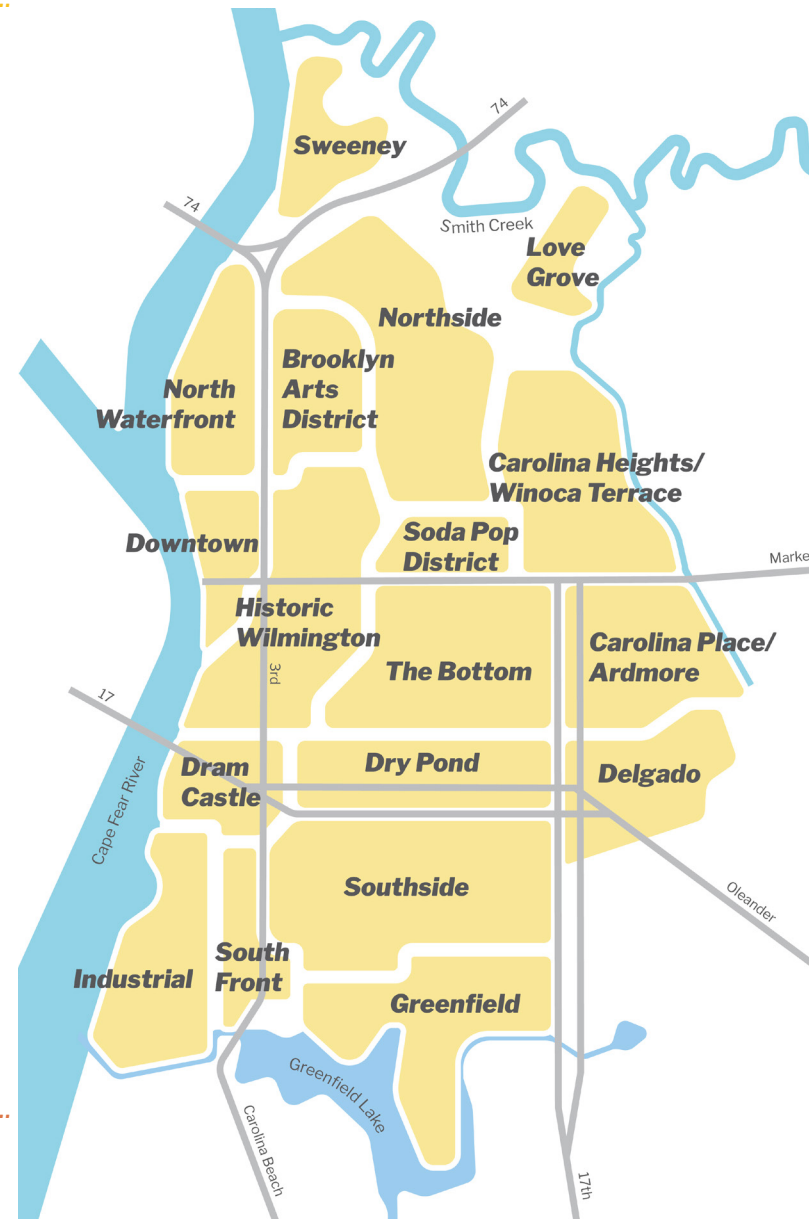 74
Sweeney
74
Smith Creek
Love
Grove
Northside
Brooklyn
Arts
District
North
Waterfront
Carolina Heights/
Winoca Terrace
Soda Pop
District
Downtown
Marke
Historic
Wilmington
Carolina Place/
Ardmore
The Bottom
3rd
17
Dram
Castle
Dry Pond
Delgado
Cape Fear River
Southside
Oleander
South
Front
Industrial
Greenfield
Greenfield Lake
Carolina Beach
17th